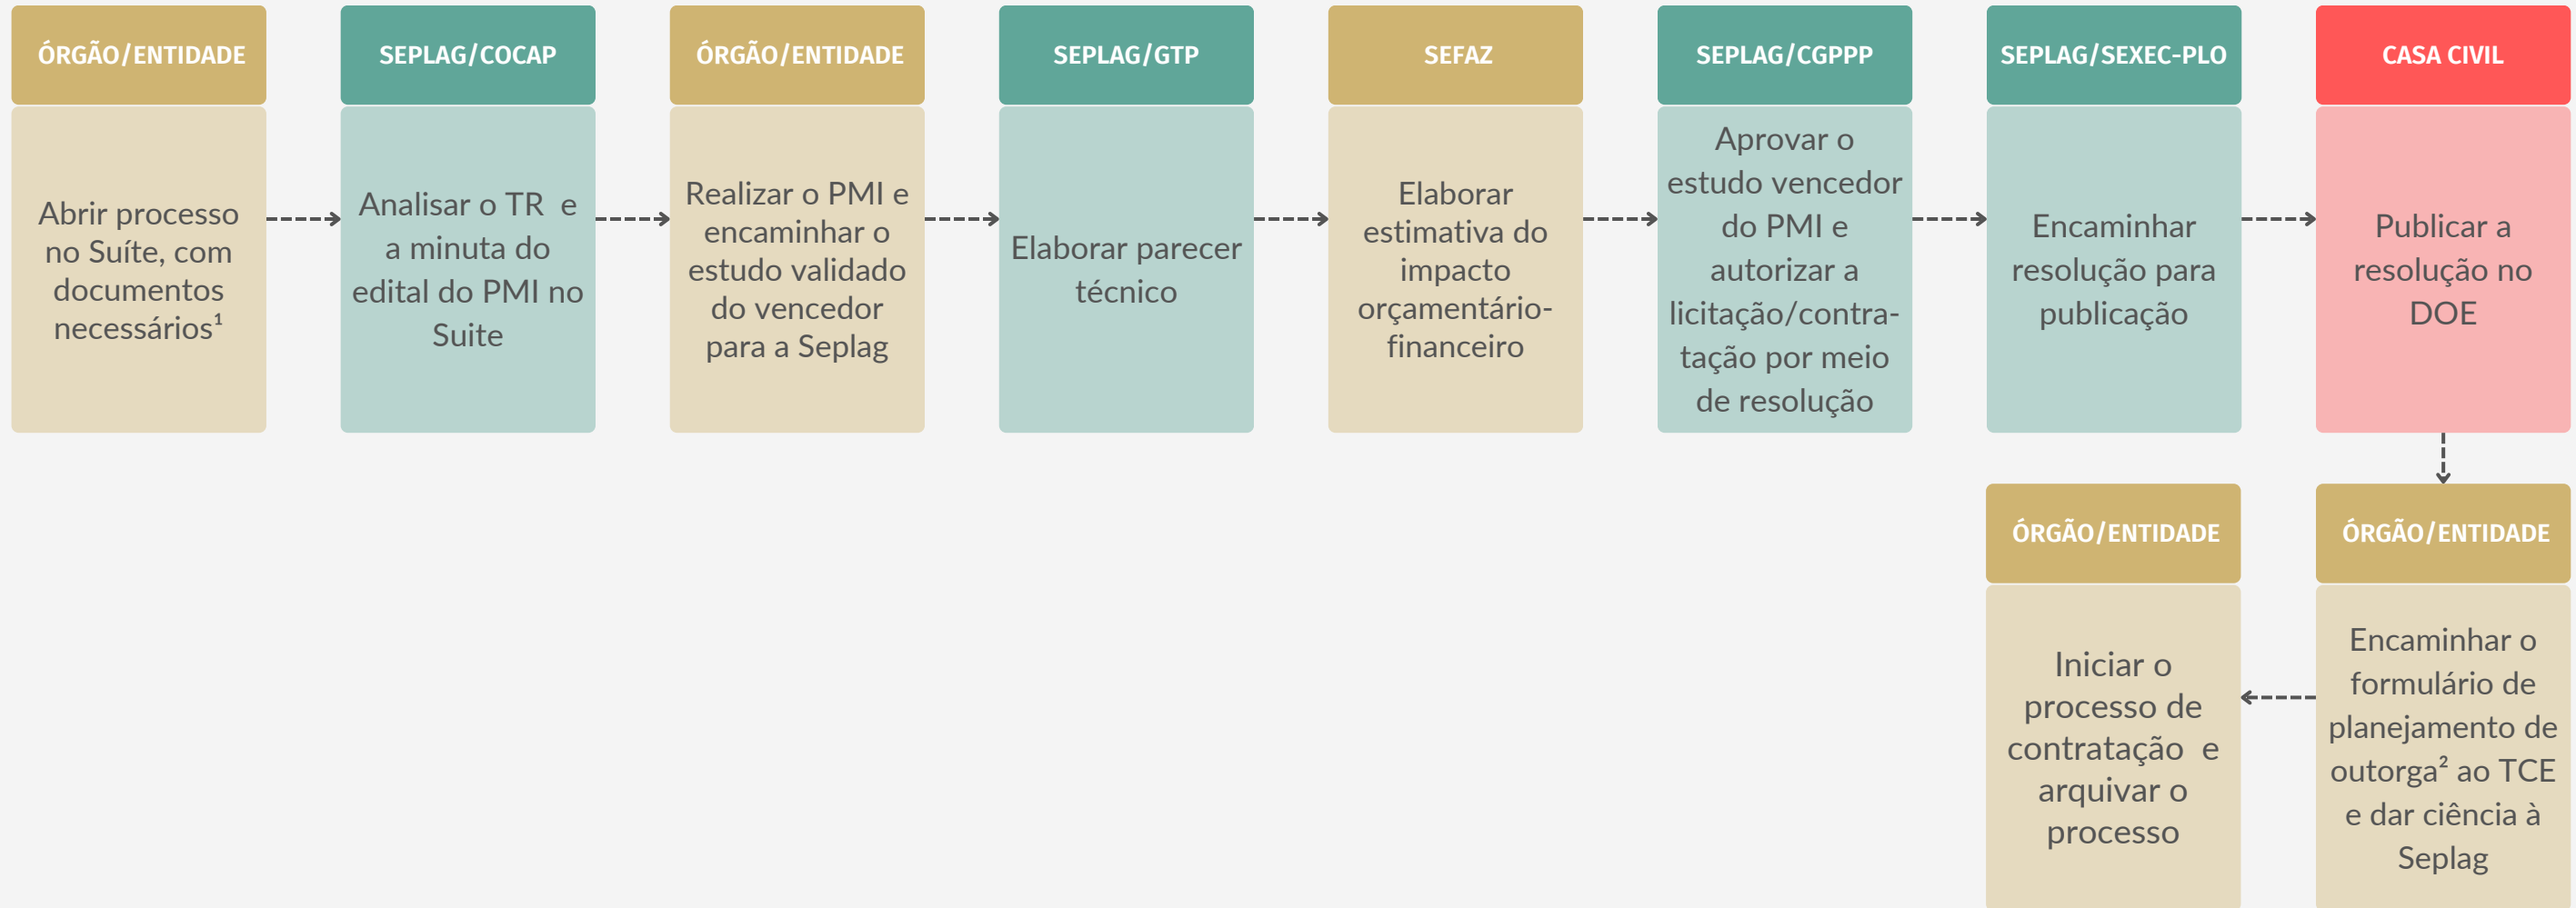 ÓRGÃO/ENTIDADE
Abrir processo
no Suíte, com
documentos
necessários¹
SEPLAG/COCAP
Analisar o TR e
a minuta do
edital do PMI no
Suite
ÓRGÃO/ENTIDADE
Realizar o PMI e
encaminhar o
estudo validado
do vencedor
para a Seplag
SEPLAG/GTP
Elaborar parecer
técnico
SEFAZ
Elaborar
estimativa do
impacto
orçamentário-
financeiro
SEPLAG/CGPPP
Aprovar o
estudo vencedor
do PMI e
autorizar a
licitação/contra-
tação por meio
de resolução
SEPLAG/SEXEC-PLO
Encaminhar
resolução para
publicação
CASA CIVIL
Publicar a
resolução no
DOE
ÓRGÃO/ENTIDADE
Encaminhar o
formulário de
planejamento de
outorga² ao TCE
e dar ciência à
Seplag
ÓRGÃO/ENTIDADE
Iniciar o
processo de
contratação e
arquivar o
processo